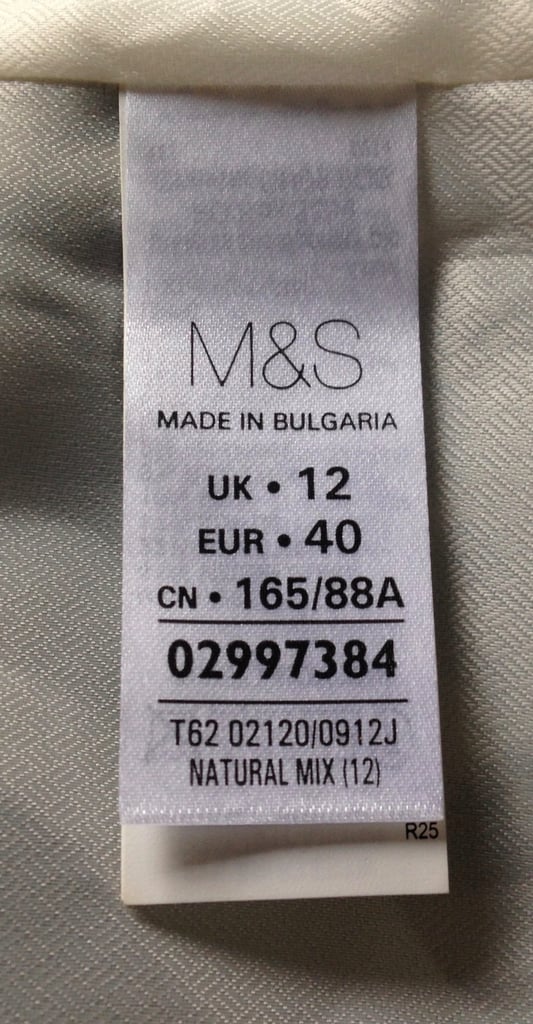 M&S
MADE IN BULGARIA
UK • 12
EUR • 40
CN • 165/88A
02997384
T62 02120/0912J
NATURAL MIX (12)
R25